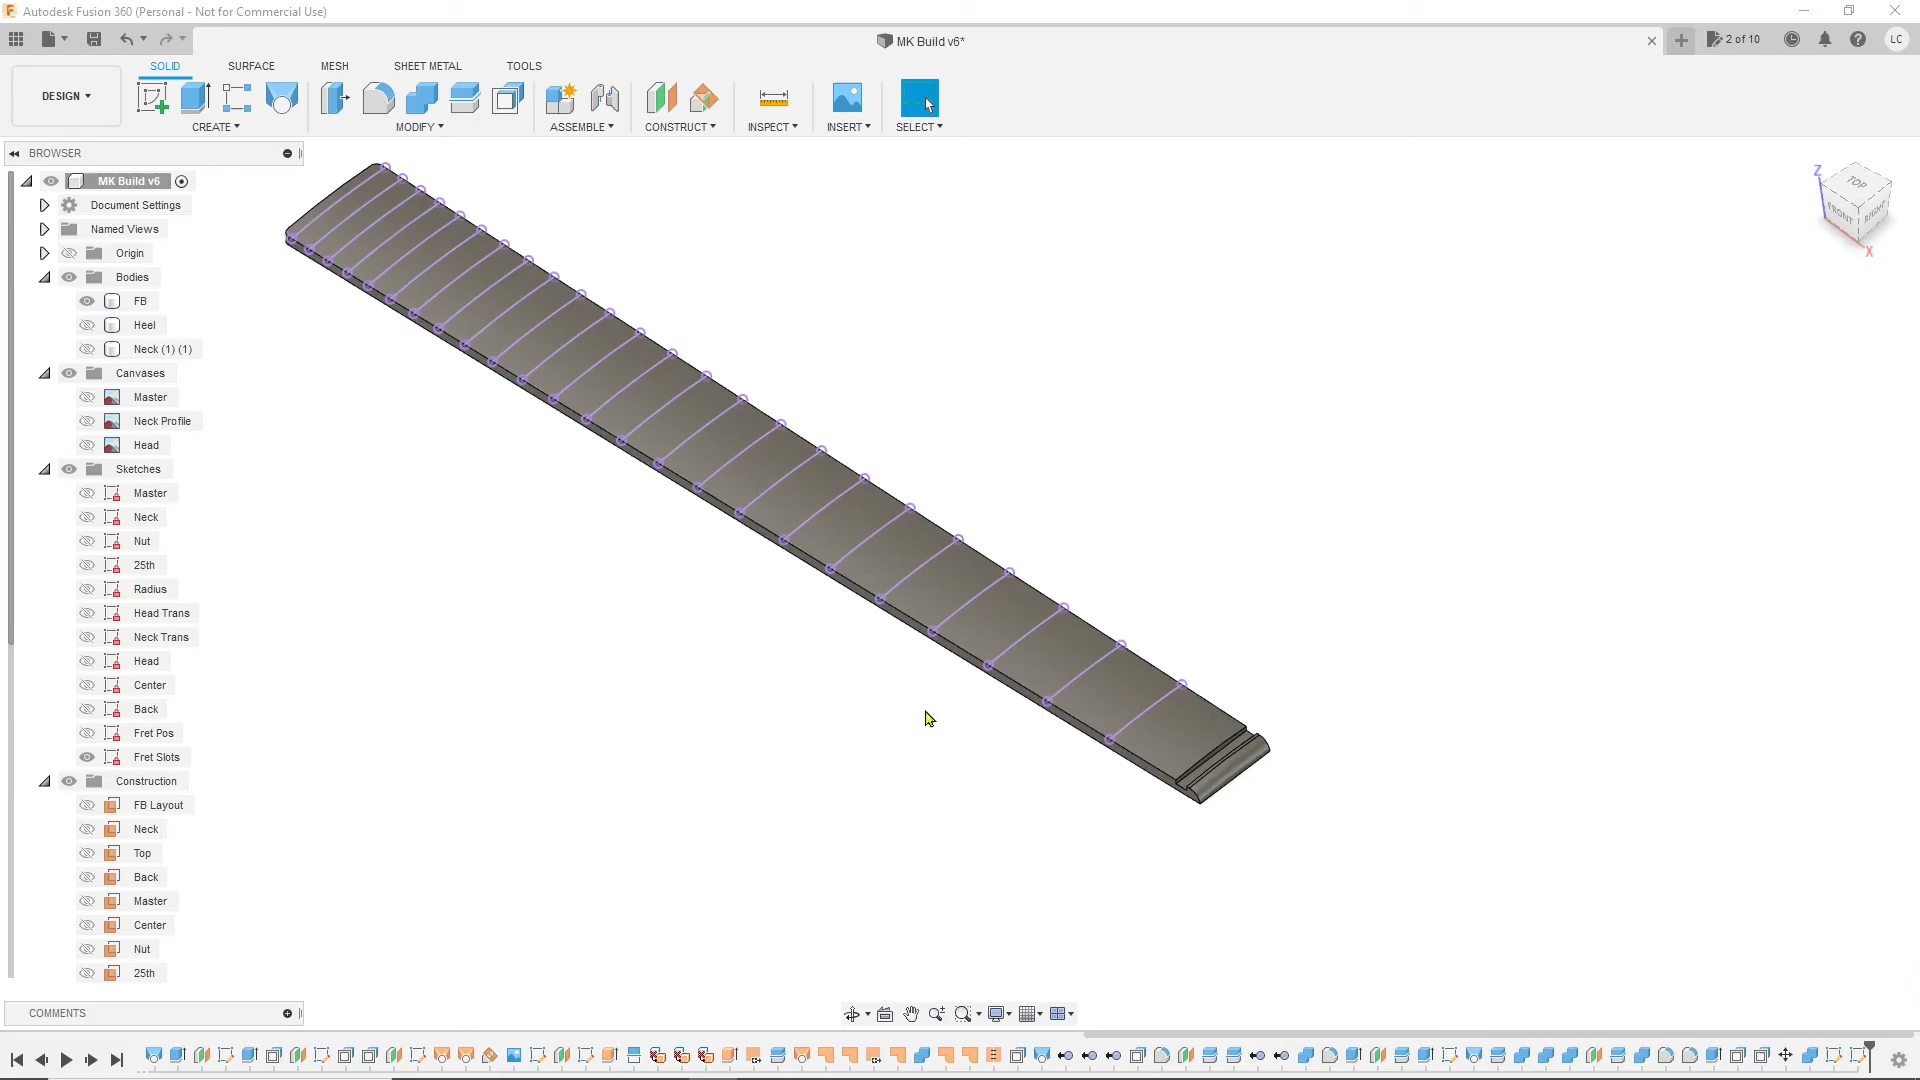 Autodesk Fusion 360 (Personal - Not for Commercial Use)
MK Build v6*
2 of 10
LC
SOLID
SURFACE
MESH
SHEET METAL
TOOLS
DESIGN
CREATE
MODIFY
ASSEMBLE
CONSTRUCT
INSPECT
INSERT
SELECT
BROWSER
MK Build v6
Document Settings
Named Views
Origin
Bodies
FB
Heel
Neck (1) (1)
Canvases
Master
Neck Profile
Head
Sketches
Master
Neck
Nut
25th
Radius
Head Trans
Neck Trans
Head
Center
Back
Fret Pos
Fret Slots
Construction
FB Layout
Neck
Top
Back
Master
Center
Nut
25th
Z
TOP
FRONT
RIGHT
X
COMMENTS